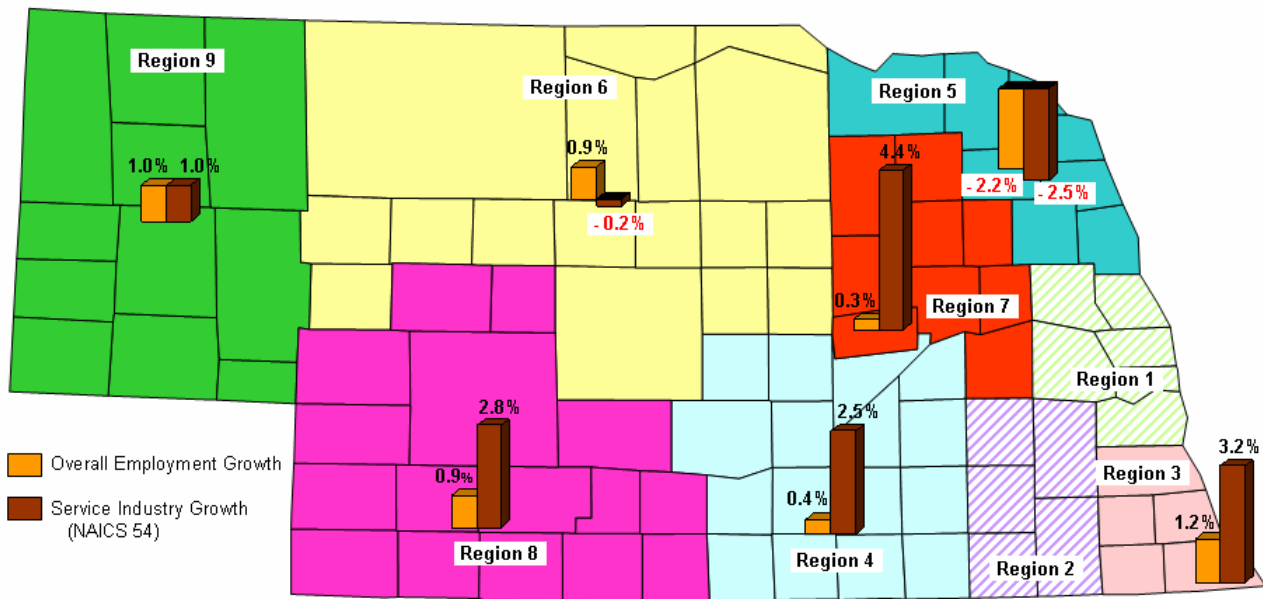 Region 9
Region 6
Region 5
1.0%
1.0%
0.9%
- 0.2%
4.4%
- 2.2%
- 2.5%
0.3%
Region 7
Region 1
2.8%
0.9%
Region 8
2.5%
0.4%
Region 4
Region 2
Region 3
3.2%
1.2%
Overall Employment Growth
Service Industry Growth
(NAICS 54)